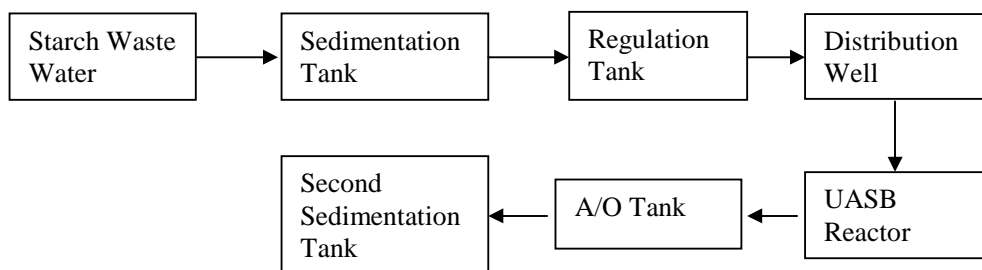 Starch Waste
Water
Sedimentation
Tank
Regulation
Tank
Distribution
Well
UASB
Reactor
A/O Tank
Second
Sedimentation
Tank